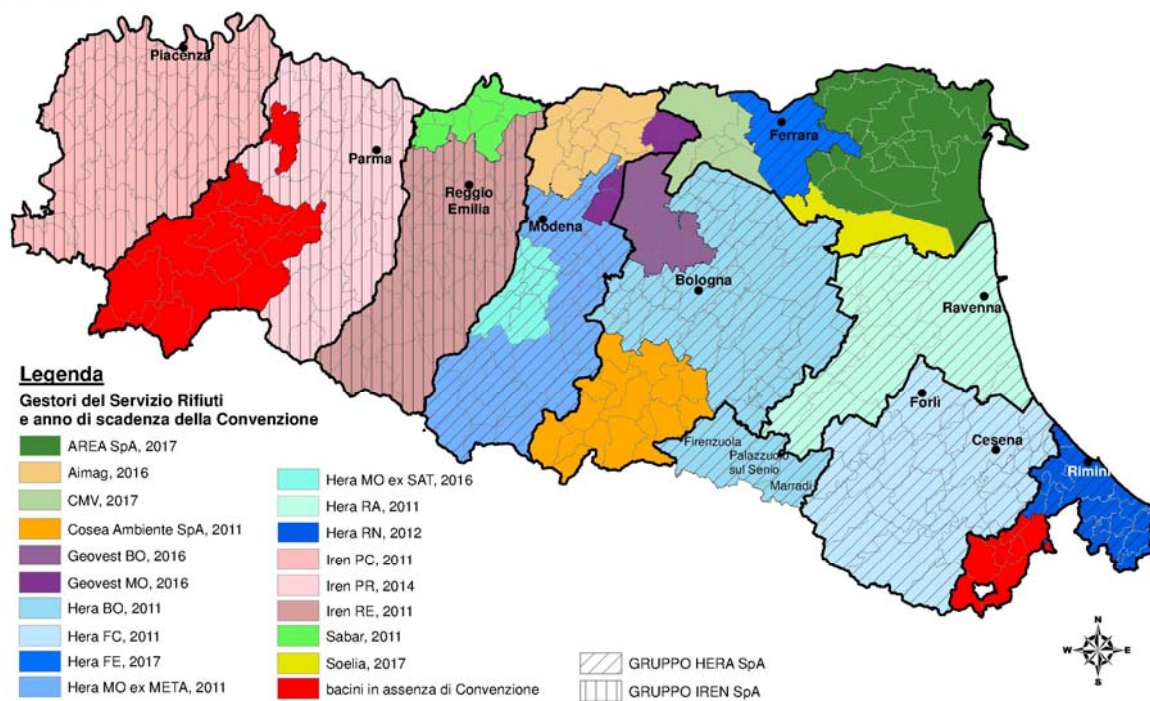 Piacenza
Parma
Reggio
Emilia
Modena
Ferrara
Bologna
Ravenna
Forlì
Cesena
Rimini
Firenzuola
Palazzuolo
sul Senio
Marradi
Legenda
Gestori del Servizio Rifiuti
e anno di scadenza della Convenzione
AREA SpA, 2017
Aimag, 2016
CMV, 2017
Cosea Ambiente SpA, 2011
Geovest BO, 2016
Geovest MO, 2016
Hera BO, 2011
Hera FC, 2011
Hera FE, 2017
Hera MO ex META, 2011
Hera MO ex SAT, 2016
Hera RA, 2011
Hera RN, 2012
Iren PC, 2011
Iren PR, 2014
Iren RE, 2011
Sabar, 2011
Soelia, 2017
bacini in assenza di Convenzione
GRUPPO HERA SpA
GRUPPO IREN SpA
N
W E
S